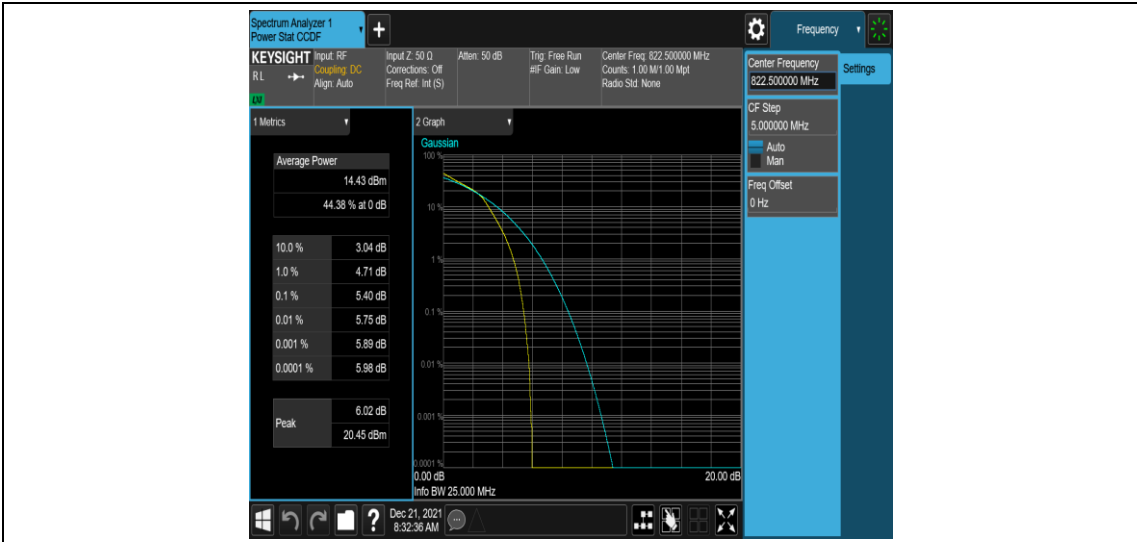 Spectrum Analyzer 1
Power Stat CCDF
Frequency
KEYSIGHT
RL
LXI
Input: RF
Coupling: DC
Align: Auto
Input Z: 50 Ω
Corrections: Off
Freq Ref: Int (S)
Atten: 50 dB
Trig: Free Run
#IF Gain: Low
Center Freq: 822.500000 MHz
Counts: 1.00 M/1.00 Mpt
Radio Std: None
Center Frequency
822.500000 MHz
Settings
CF Step
5.000000 MHz
Auto
Man
Freq Offset
0 Hz
1 Metrics
Average Power
14.43 dBm
44.38 % at 0 dB
10.0 % 3.04 dB
1.0 % 4.71 dB
0.1 % 5.40 dB
0.01 % 5.75 dB
0.001 % 5.89 dB
0.0001 % 5.98 dB
Peak
6.02 dB
20.45 dBm
2 Graph
Gaussian
100 %
10 %
1 %
0.1 %
0.01 %
0.001 %
0.0001 %
0.00 dB 20.00 dB
Info BW 25.000 MHz
?
Dec 21, 2021
8:32:36 AM